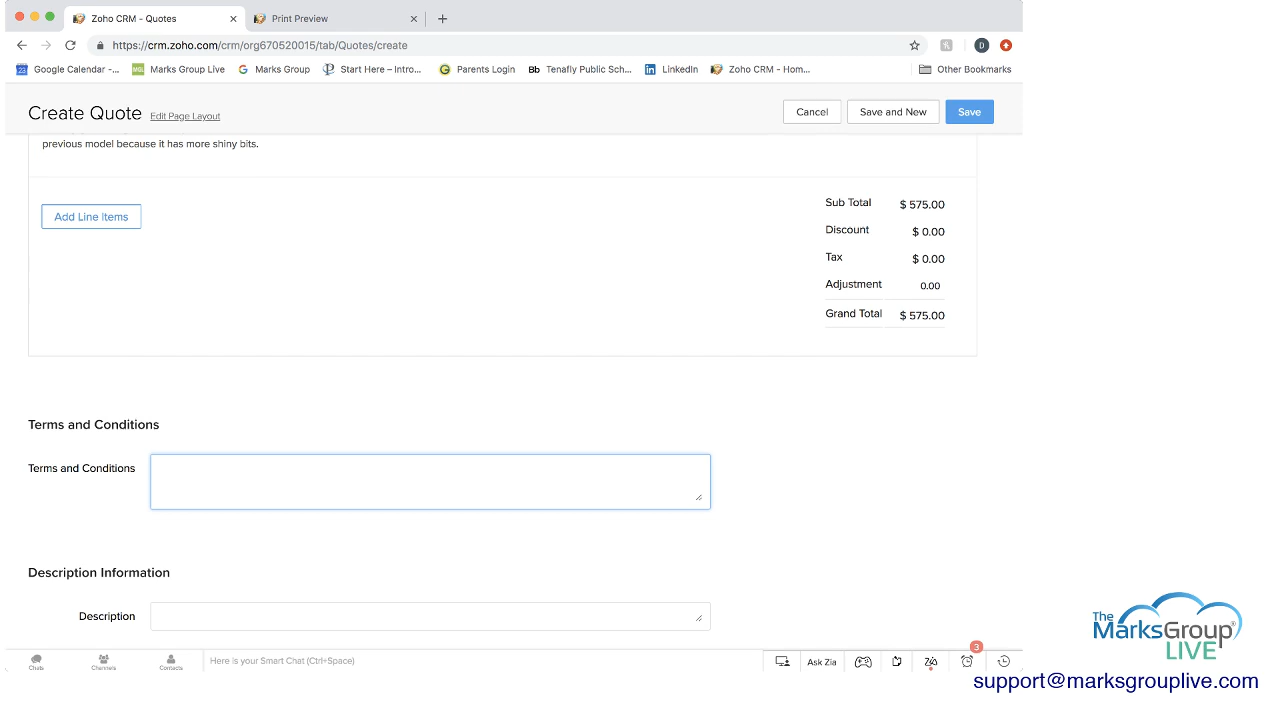 Zoho CRM - Quotes
Print Preview
https://crm.zoho.com/crm/org670520015/tab/Quotes/create
D
23 Google Calendar -...
MGL Marks Group Live
G Marks Group
Start Here – Intro...
G Parents Login
Bb Tenafly Public Sch...
in LinkedIn
Zoho CRM - Hom...
Other Bookmarks
Create Quote Edit Page Layout
Cancel
Save and New
Save
previous model because it has more shiny bits.
Add Line Items
Sub Total $ 575.00
Discount $ 0.00
Tax $ 0.00
Adjustment 0.00
Grand Total $ 575.00
Terms and Conditions
Terms and Conditions
Description Information
Description
Chats
Channels
Contacts
Here is your Smart Chat (Ctrl+Space)
Ask Zia
3
The
MarksGroup®
LIVE
support@marksgrouplive.com